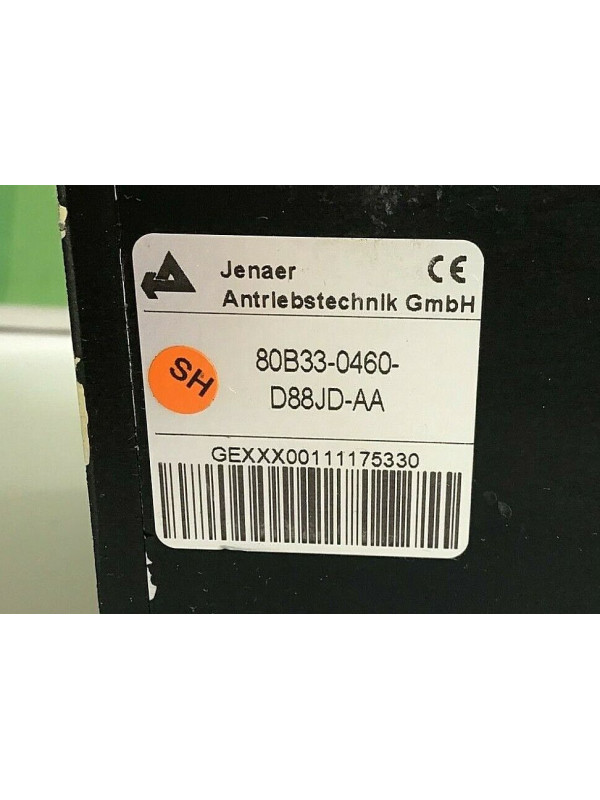 Jenaer
Antriebstechnik GmbH
CE
80B33-0460-
D88JD-AA
SH
GEXXX00111175330